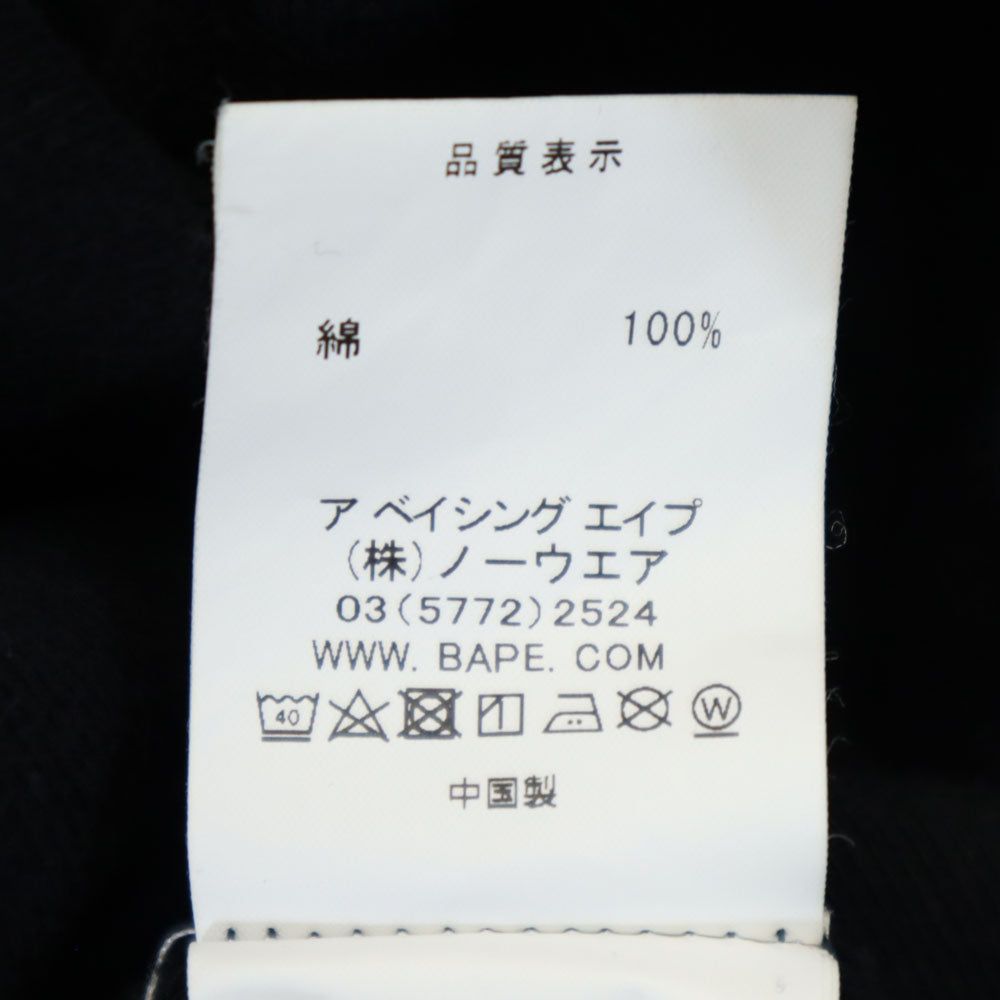 品質表示
綿 100%
ア ベイシング エイプ
(株)ノーウエア
03(5772)2524
WWW. BAPE. COM
40 W
中国製